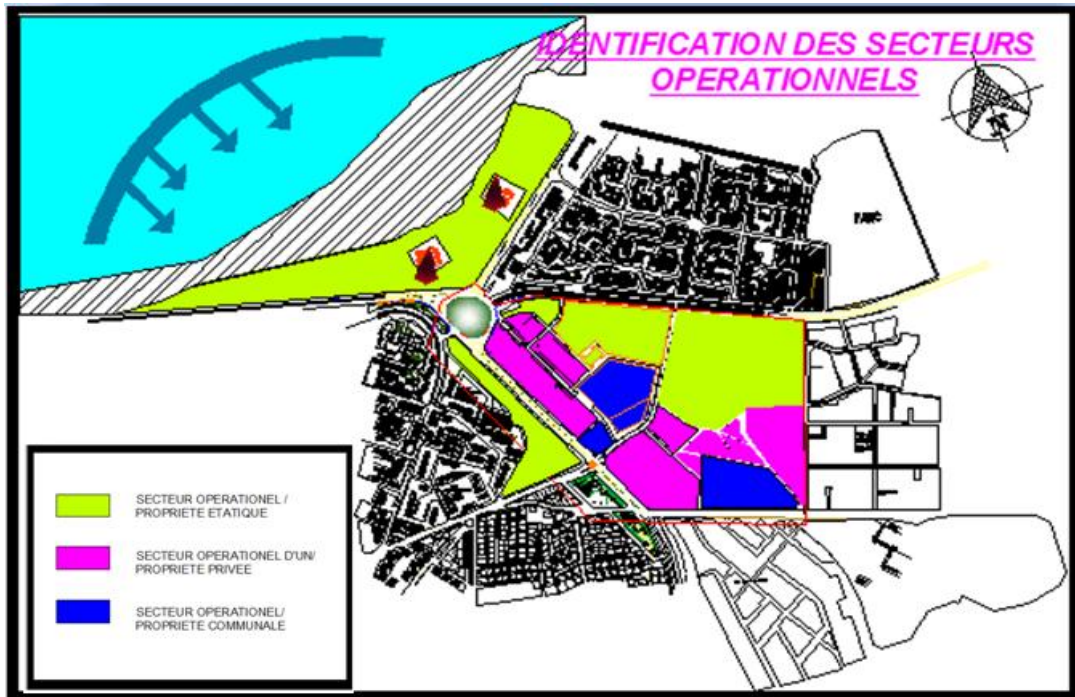 IDENTIFICATION DES SECTEURS
OPERATIONNELS
SECTEUR OPERATIONEL /
PROPRIETE ETATIQUE
SECTEUR OPERATIONEL D'UN/
PROPRIETE PRIVEE
SECTEUR OPERATIONEL/
PROPRIETE COMMUNALE